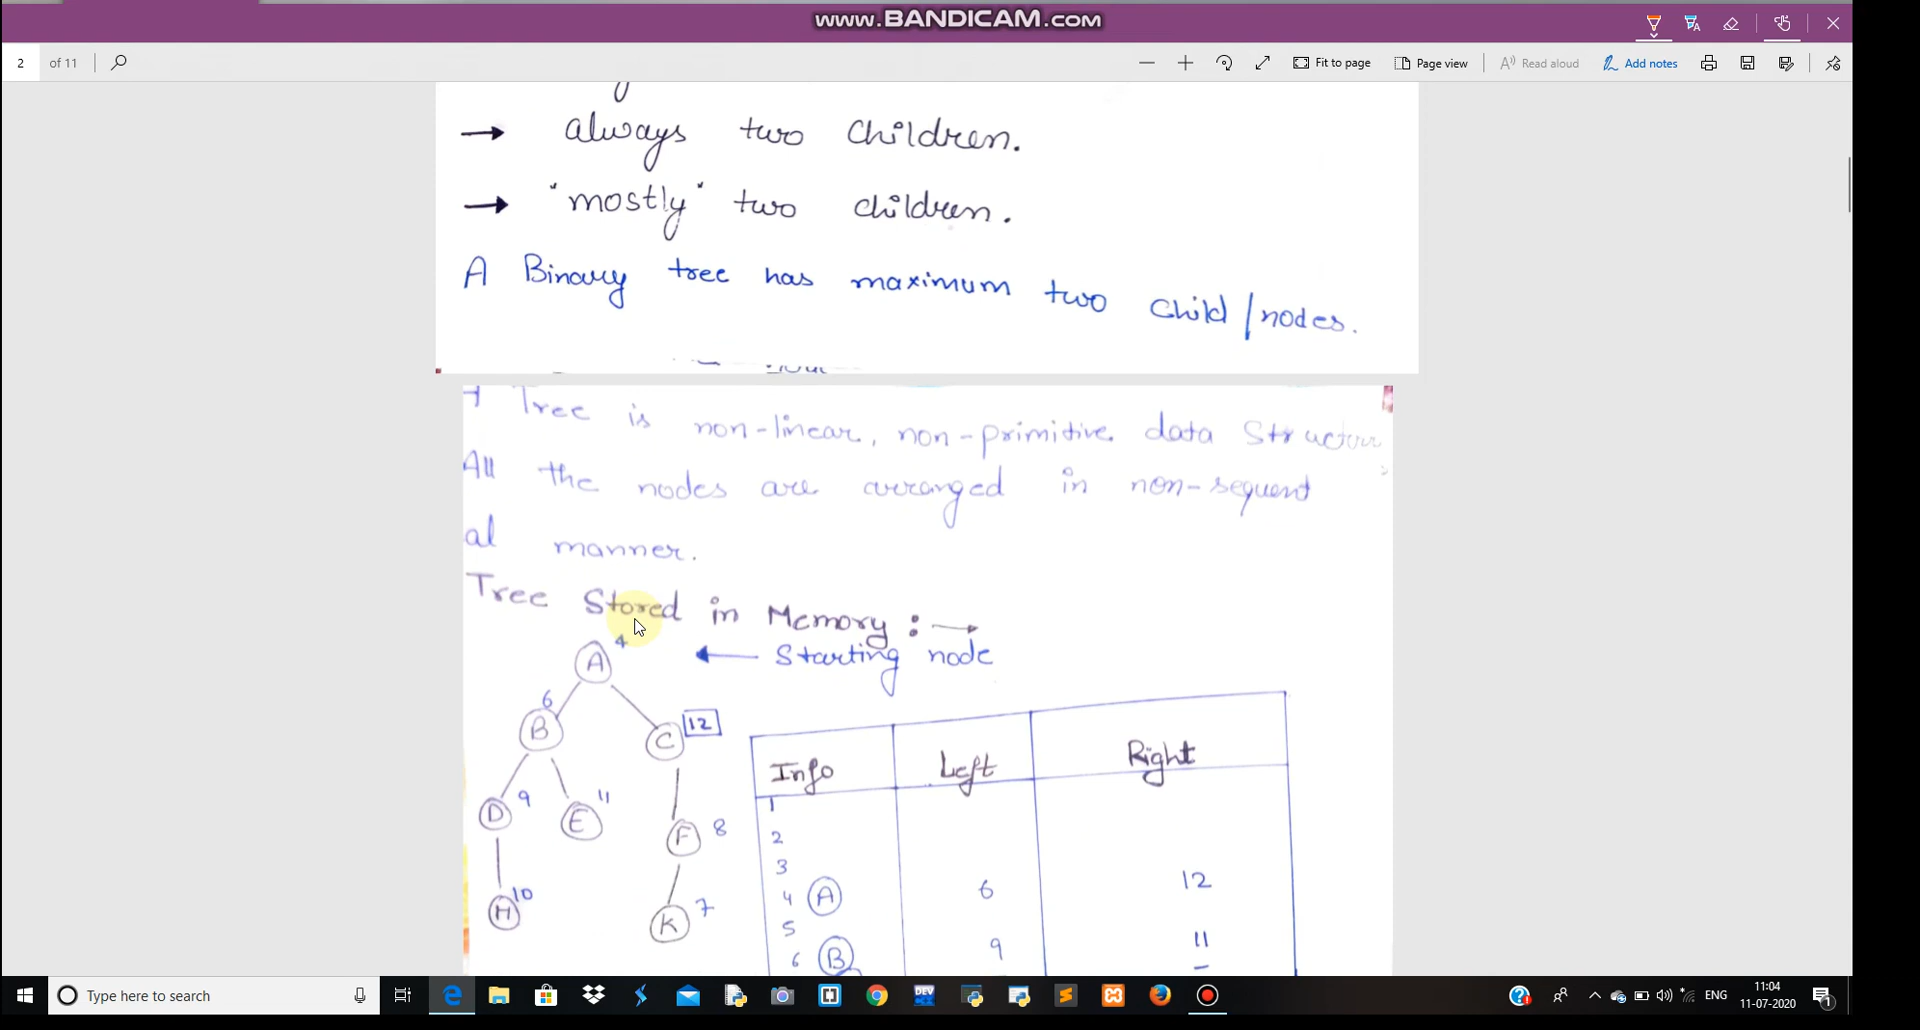 www.BANDICAM.com
2 of 11
Fit to page
Page view
Read aloud
Add notes
→ always two children.
→ "mostly" two children.
A Binary tree has maximum two child/nodes.
Tree is non-linear, non-primitive data Structure
All the nodes are arranged in non-sequent
al manner.
Tree Stored in Memory : →
← Starting node
A 4
B 6
C 12
D 9
E 11
F 8
H 10
K 7
Info Left Right
1
2
3
4 A 6 12
5
6 B 9 11
Type here to search
ENG
11:04
11-07-2020